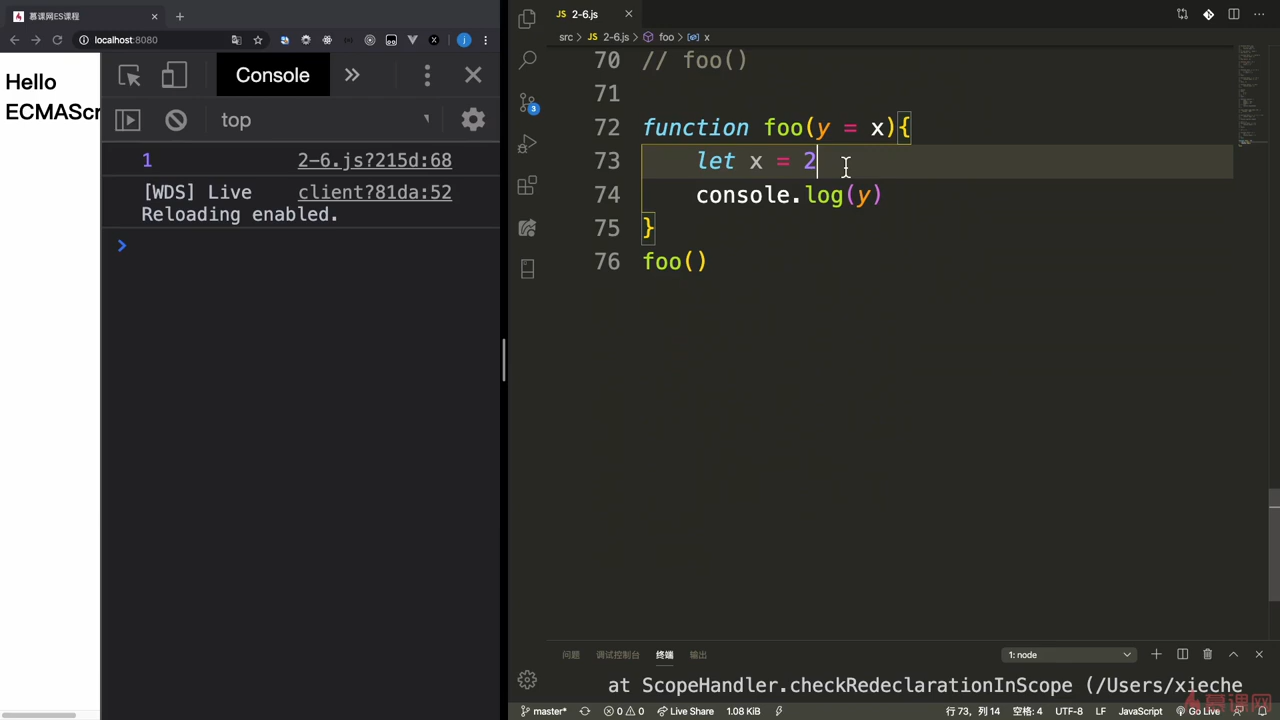 慕课网ES课程
localhost:8080
Hello
ECMAScr
Console
top
1 2-6.js?215d:68
[WDS] Live client?81da:52
Reloading enabled.
2-6.js
src > JS 2-6.js > foo > x
70 // foo()
71
72 function foo(y = x){
73 let x = 2
74 console.log(y)
75 }
76 foo()
3
问题 调试控制台 终端 输出
1: node
at ScopeHandler.checkRedeclarationInScope (/Users/xieche
master* 0 0 Live Share 1.08 KiB
行 73, 列 14 空格: 4 UTF-8 LF JavaScript Go Live
慕课网